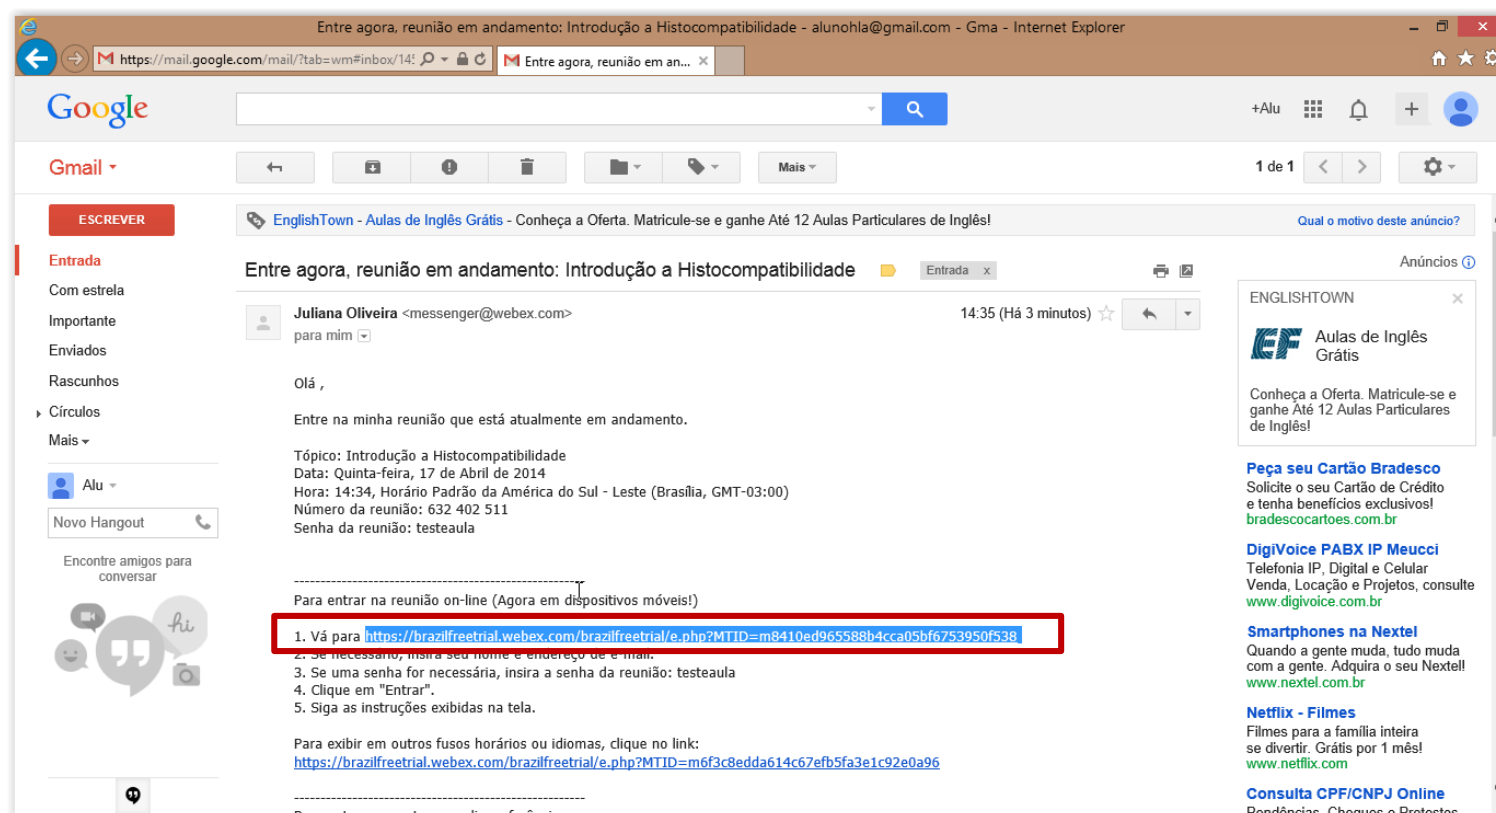 Entre agora, reunião em andamento: Introdução a Histocompatibilidade - alunohla@gmail.com - Gma - Internet Explorer
https://mail.google.com/mail/?tab=wm#inbox/14
Entre agora, reunião em an...
Google
+Alu
Gmail
Mais
1 de 1
ESCREVER
EnglishTown - Aulas de Inglês Grátis - Conheça a Oferta. Matricule-se e ganhe Até 12 Aulas Particulares de Inglês!
Qual o motivo deste anúncio?
Entrada
Com estrela
Importante
Enviados
Rascunhos
Círculos
Mais
Alu
Novo Hangout
Encontre amigos para
conversar
hi
Entre agora, reunião em andamento: Introdução a Histocompatibilidade
Entrada x
Juliana Oliveira <messenger@webex.com>
14:35 (Há 3 minutos)
para mim
Olá ,
Entre na minha reunião que está atualmente em andamento.
Tópico: Introdução a Histocompatibilidade
Data: Quinta-feira, 17 de Abril de 2014
Hora: 14:34, Horário Padrão da América do Sul - Leste (Brasília, GMT-03:00)
Número da reunião: 632 402 511
Senha da reunião: testeaula
-------------------------------------------------------
Para entrar na reunião on-line (Agora em dispositivos móveis!)
1. Vá para https://brazilfreetrial.webex.com/brazilfreetrial/e.php?MTID=m8410ed965588b4cca05bf6753950f538
2. Se necessário, insira seu nome e endereço de e-mail.
3. Se uma senha for necessária, insira a senha da reunião: testeaula
4. Clique em "Entrar".
5. Siga as instruções exibidas na tela.
Para exibir em outros fusos horários ou idiomas, clique no link:
https://brazilfreetrial.webex.com/brazilfreetrial/e.php?MTID=m6f3c8edda614c67efb5fa3e1c92e0a96
-------------------------------------------------------
Anúncios
ENGLISHTOWN
EF
Aulas de Inglês
Grátis
Conheça a Oferta. Matricule-se e
ganhe Até 12 Aulas Particulares
de Inglês!
Peça seu Cartão Bradesco
Solicite o seu Cartão de Crédito
e tenha benefícios exclusivos!
bradescocartoes.com.br
DigiVoice PABX IP Meucci
Telefonia IP, Digital e Celular
Venda, Locação e Projetos, consulte
www.digivoice.com.br
Smartphones na Nextel
Quando a gente muda, tudo muda
com a gente. Adquira o seu Nextel!
www.nextel.com.br
Netflix - Filmes
Filmes para a família inteira
se divertir. Grátis por 1 mês!
www.netflix.com
Consulta CPF/CNPJ Online
Pendências, Cheques e Protestos